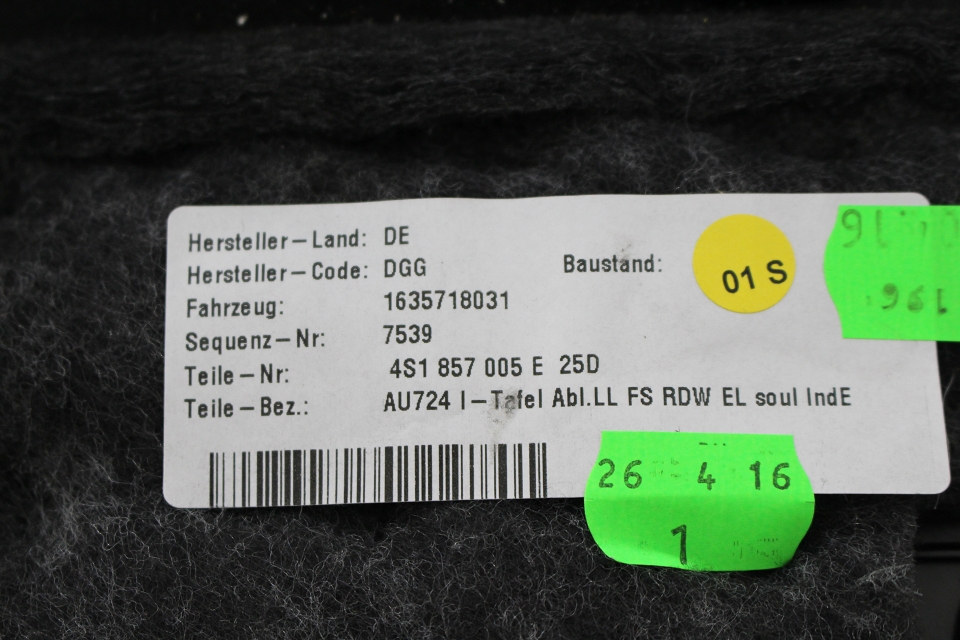 Hersteller-Land: DE
Hersteller-Code: DGG
Baustand:
01 S
Fahrzeug: 1635718031
Sequenz-Nr: 7539
Teile-Nr: 4S1 857 005 E 25D
Teile-Bez.: AU724 I-Tafel Abl.LL FS RDW EL soul IndE
26 4 16
1